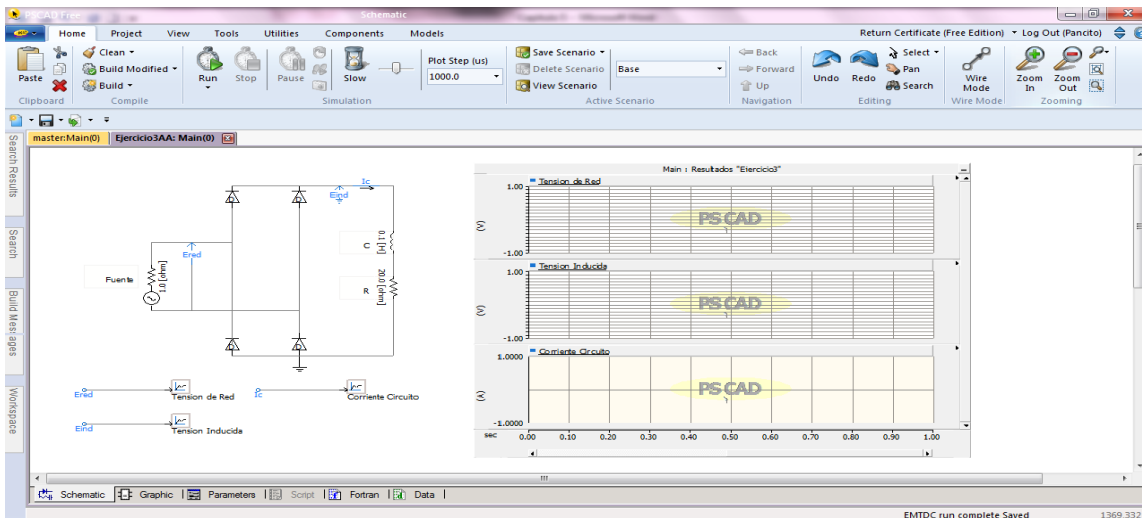 PSCAD Free
Schematic
Home Project View Tools Utilities Components Models
Return Certificate (Free Edition) Log Out (Pancito)
Paste
Clean
Build Modified
Build
Run Stop Pause Slow
Plot Step (us)
1000.0
Save Scenario
Delete Scenario
View Scenario
Base
Back
Forward
Up
Undo Redo
Select
Pan
Search
Wire Mode
Zoom In
Zoom Out
Clipboard Compile Simulation Active Scenario Navigation Editing Wire Mode Zooming
master:Main(0) Ejercicio3AA: Main(0)
Search Results
Search
Build Messages
Workspace
Ic
Eind
Ered
Fuente
1.0 [ohm]
C
0.1 [H]
R
20.0 [ohm]
D
D
D
D
Ered
Tension de Red
Ic
Corriente Circuito
Eind
Tension Inducida
Main : Resultados "Ejercicio3"
Tension de Red
1.00
(V)
-1.00
PSCAD
Tension Inducida
1.00
(V)
-1.00
PSCAD
Corriente Circuito
1.0000
(A)
-1.0000
PSCAD
sec 0.00 0.10 0.20 0.30 0.40 0.50 0.60 0.70 0.80 0.90 1.00
Schematic Graphic Parameters Script Fortran Data
EMTDC run complete Saved 1369.332